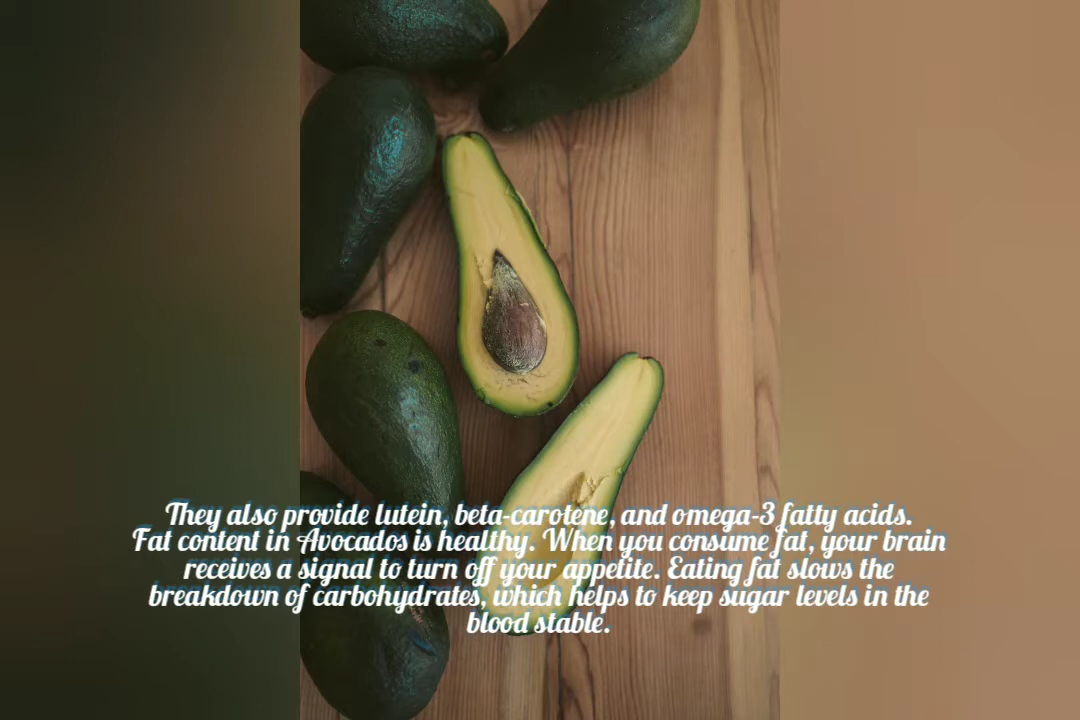 They also provide lutein, beta-carotene, and omega-3 fatty acids.
Fat content in Avocados is healthy. When you consume fat, your brain
receives a signal to turn off your appetite. Eating fat slows the
breakdown of carbohydrates, which helps to keep sugar levels in the
blood stable.